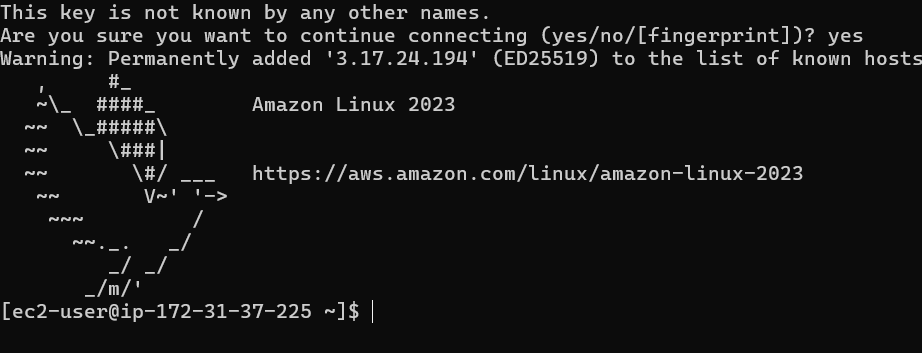 This key is not known by any other names.
Are you sure you want to continue connecting (yes/no/[fingerprint])? yes
Warning: Permanently added '3.17.24.194' (ED25519) to the list of known hosts
   ,     #_
   ~\_  ####_        Amazon Linux 2023
  ~~  \_#####\
  ~~     \###|
  ~~       \#/ ___   https://aws.amazon.com/linux/amazon-linux-2023
   ~~       V~' '->
    ~~~         /
      ~~._.   _/
         _/ _/
       _/m/'
[ec2-user@ip-172-31-37-225 ~]$